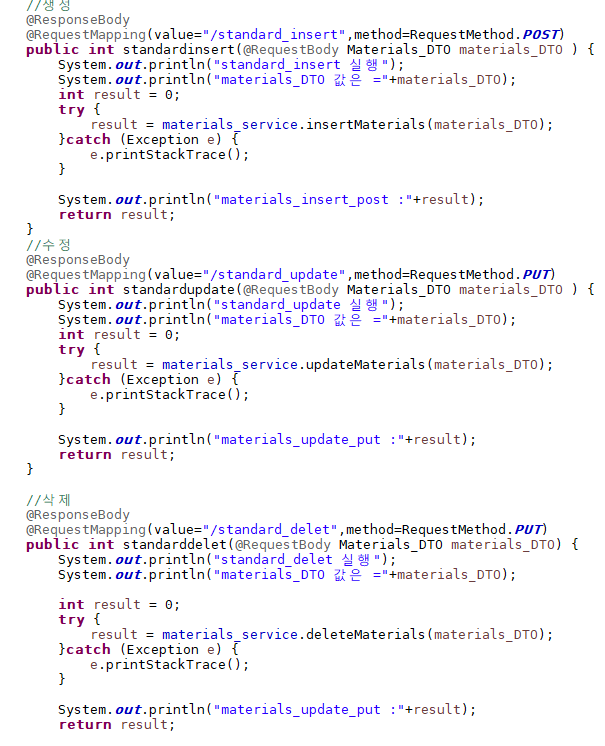 //생성
@ResponseBody
@RequestMapping(value="/standard_insert",method=RequestMethod.POST)
public int standardinsert(@RequestBody Materials_DTO materials_DTO ) {
System.out.println("standard_insert 실행");
System.out.println("materials_DTO 값은 ="+materials_DTO);
int result = 0;
try {
result = materials_service.insertMaterials(materials_DTO);
}catch (Exception e) {
e.printStackTrace();
}
System.out.println("materials_insert_post :"+result);
return result;
}
//수정
@ResponseBody
@RequestMapping(value="/standard_update",method=RequestMethod.PUT)
public int standardupdate(@RequestBody Materials_DTO materials_DTO ) {
System.out.println("standard_update 실행");
System.out.println("materials_DTO 값은 ="+materials_DTO);
int result = 0;
try {
result = materials_service.updateMaterials(materials_DTO);
}catch (Exception e) {
e.printStackTrace();
}
System.out.println("materials_update_put :"+result);
return result;
}
//삭제
@ResponseBody
@RequestMapping(value="/standard_delet",method=RequestMethod.PUT)
public int standarddelet(@RequestBody Materials_DTO materials_DTO) {
System.out.println("standard_delet 실행");
System.out.println("materials_DTO 값은 ="+materials_DTO);
int result = 0;
try {
result = materials_service.deleteMaterials(materials_DTO);
}catch (Exception e) {
e.printStackTrace();
}
System.out.println("materials_update_put :"+result);
return result;